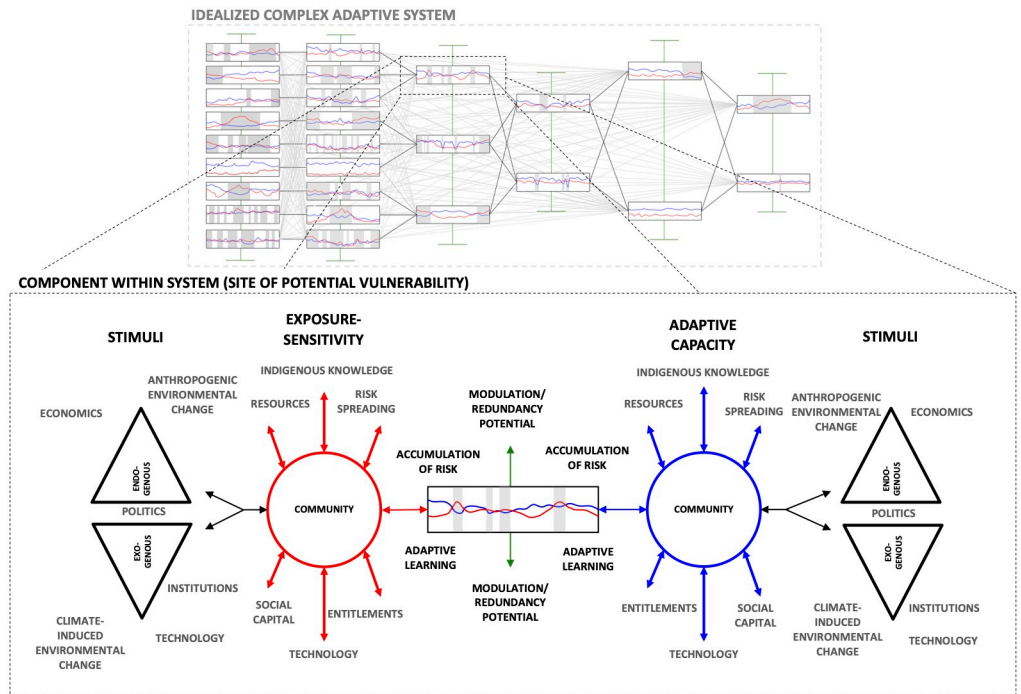 IDEALIZED COMPLEX ADAPTIVE SYSTEM
COMPONENT WITHIN SYSTEM (SITE OF POTENTIAL VULNERABILITY)
STIMULI
ANTHROPOGENIC
ENVIRONMENTAL
CHANGE
ECONOMICS
ENDO-
GENOUS
POLITICS
EXO-
GENOUS
INSTITUTIONS
CLIMATE-
INDUCED
ENVIRONMENTAL
CHANGE
TECHNOLOGY
EXPOSURE-
SENSITIVITY
INDIGENOUS KNOWLEDGE
RESOURCES
RISK
SPREADING
COMMUNITY
SOCIAL
CAPITAL
ENTITLEMENTS
TECHNOLOGY
MODULATION/
REDUNDANCY
POTENTIAL
ACCUMULATION
OF RISK
ACCUMULATION
OF RISK
ADAPTIVE
LEARNING
ADAPTIVE
LEARNING
MODULATION/
REDUNDANCY
POTENTIAL
ADAPTIVE
CAPACITY
INDIGENOUS KNOWLEDGE
RESOURCES
RISK
SPREADING
COMMUNITY
ENTITLEMENTS
SOCIAL
CAPITAL
TECHNOLOGY
STIMULI
ANTHROPOGENIC
ENVIRONMENTAL
CHANGE
ECONOMICS
ENDO-
GENOUS
POLITICS
EXO-
GENOUS
CLIMATE-
INDUCED
ENVIRONMENTAL
CHANGE
INSTITUTIONS
TECHNOLOGY